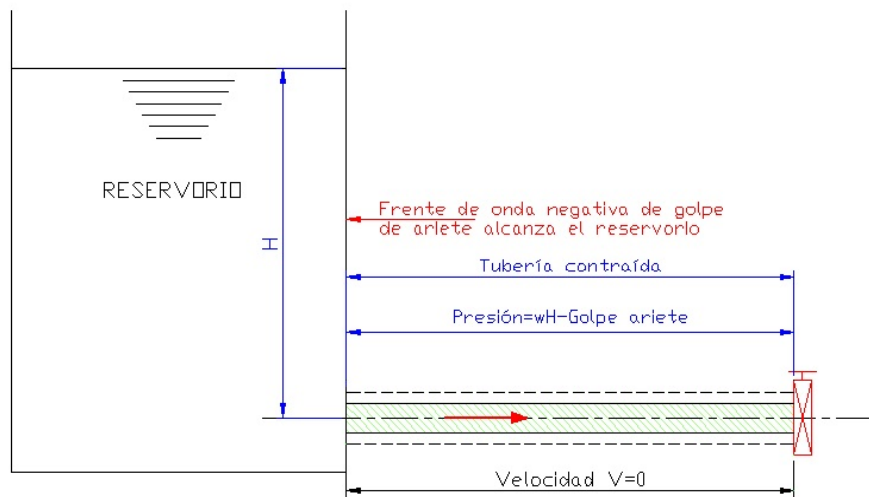 RESERVORIO
H
Frente de onda negativa de golpe
de ariete alcanza el reservorio
Tubería contraída
Presión=wH-Golpe ariete
Velocidad V=0